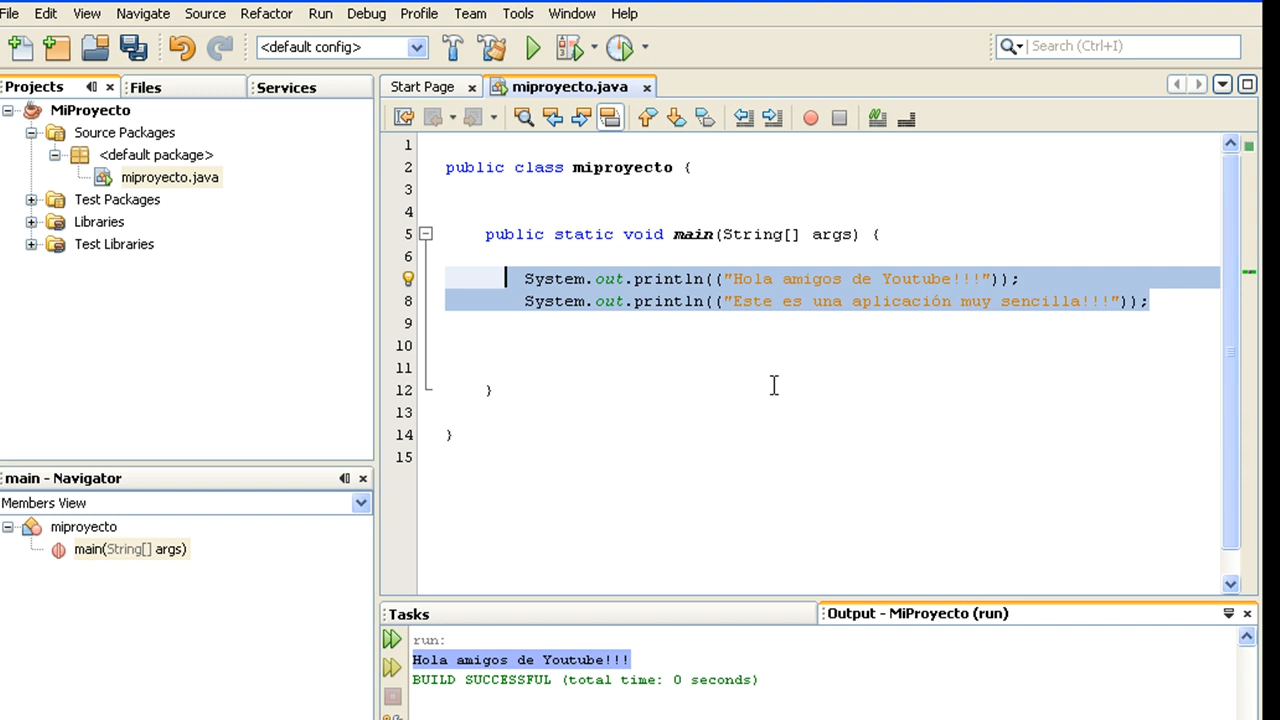 File Edit View Navigate Source Refactor Run Debug Profile Team Tools Window Help
<default config>
Search (Ctrl+I)
Projects Files Services
MiProyecto
Source Packages
<default package>
miproyecto.java
Test Packages
Libraries
Test Libraries
main - Navigator
Members View
miproyecto
main(String[] args)
Start Page miproyecto.java
1
2 public class miproyecto {
3
4
5 public static void main(String[] args) {
6
System.out.println(("Hola amigos de Youtube!!!"));
8 System.out.println(("Este es una aplicación muy sencilla!!!"));
9
10
11
12 }
13
14 }
15
Tasks Output - MiProyecto (run)
run:
Hola amigos de Youtube!!!
BUILD SUCCESSFUL (total time: 0 seconds)